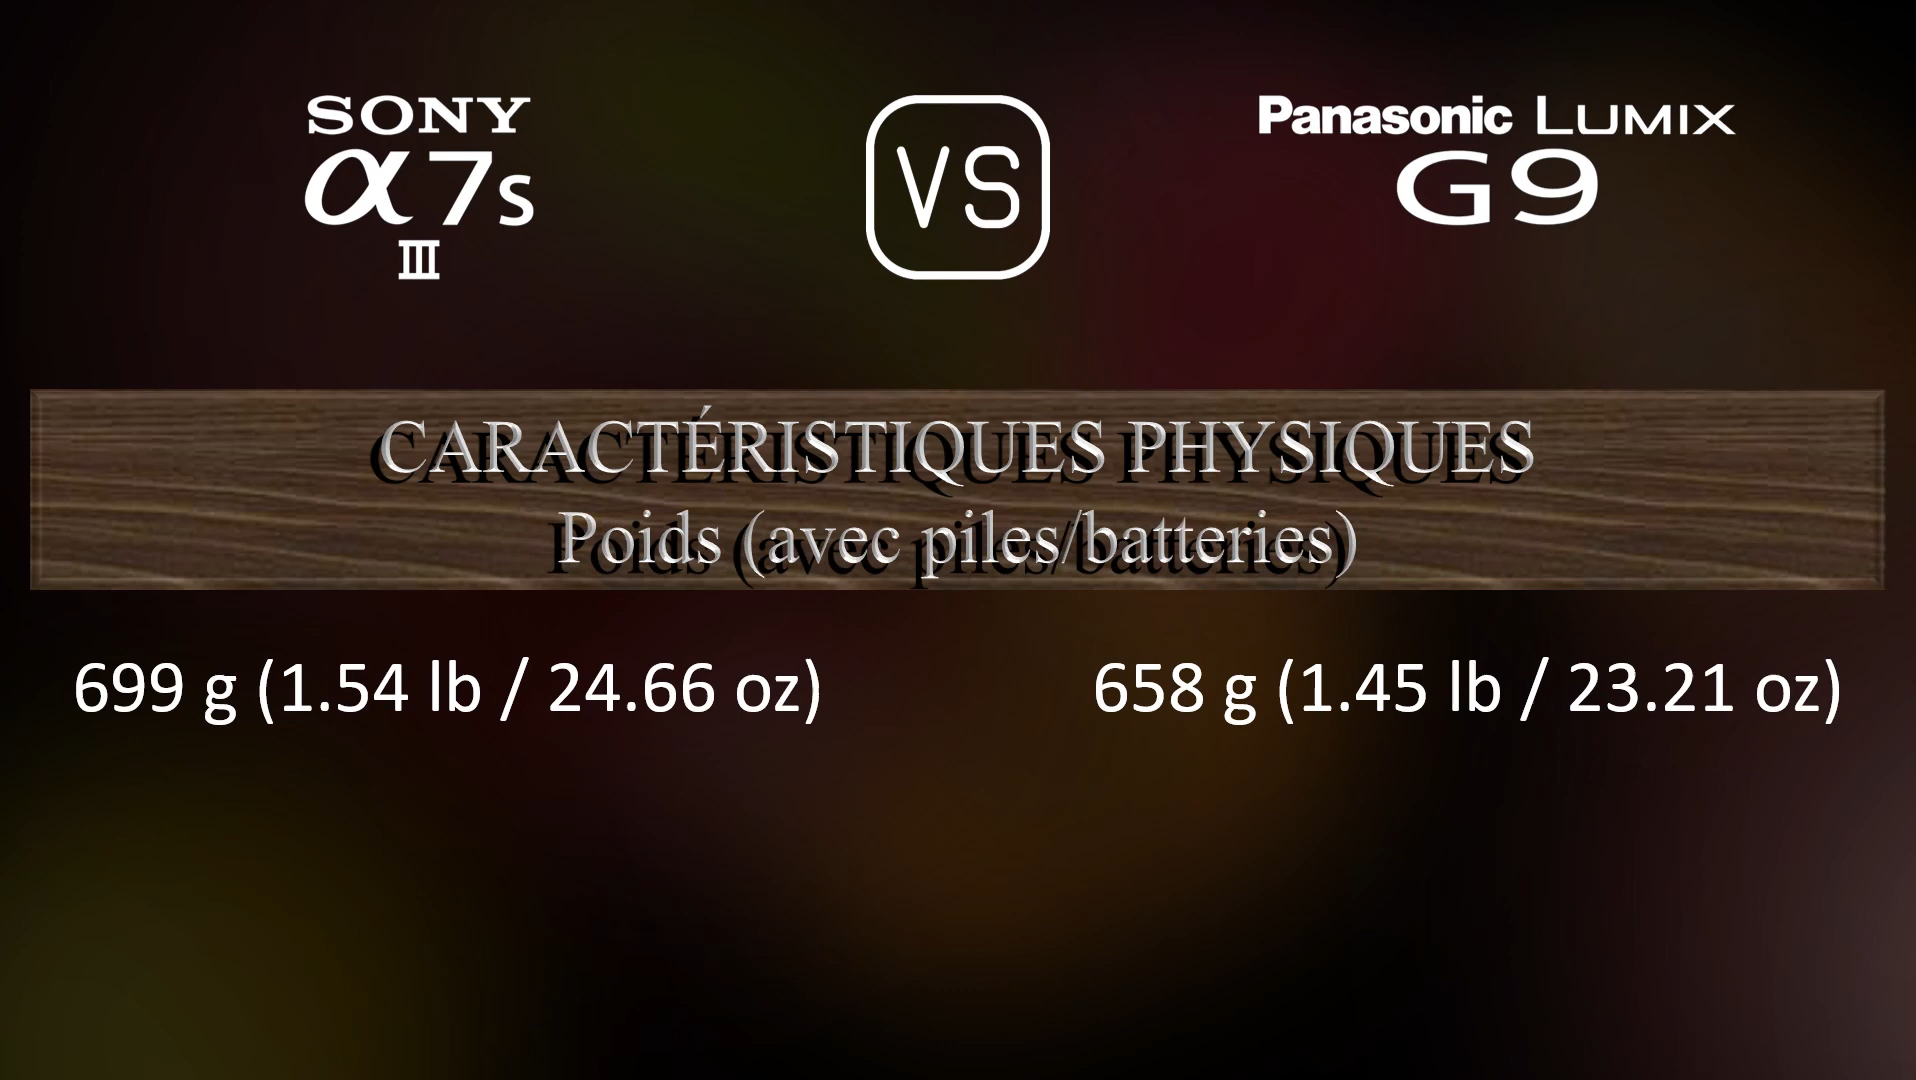 SONY
α7s
III
VS
Panasonic LUMIX
G9
CARACTÉRISTIQUES PHYSIQUES
Poids (avec piles/batteries)
699 g (1.54 lb / 24.66 oz)
658 g (1.45 lb / 23.21 oz)